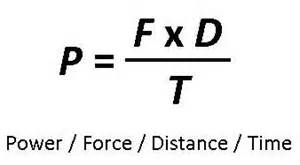 P = F x D
T
Power / Force / Distance / Time